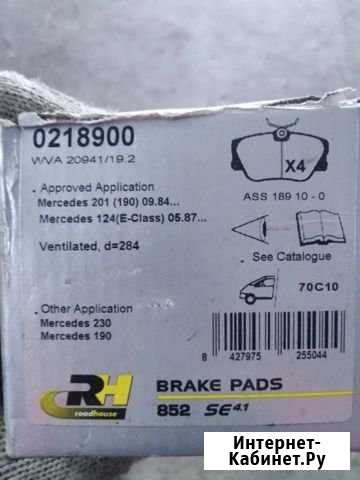 0218900
WVA 20941/19.2
X4
. Approved Application
ASS 189 10 - 0
Mercedes 201 (190) 09.84...
Mercedes 124(E-Class) 05.87...
Ventilated, d=284
See Catalogue
70C10
. Other Application
Mercedes 230
Mercedes 190
8 427975 255044
RH
roadhouse
BRAKE PADS
852 SE 4.1
Интернет-
Кабинет.Ру